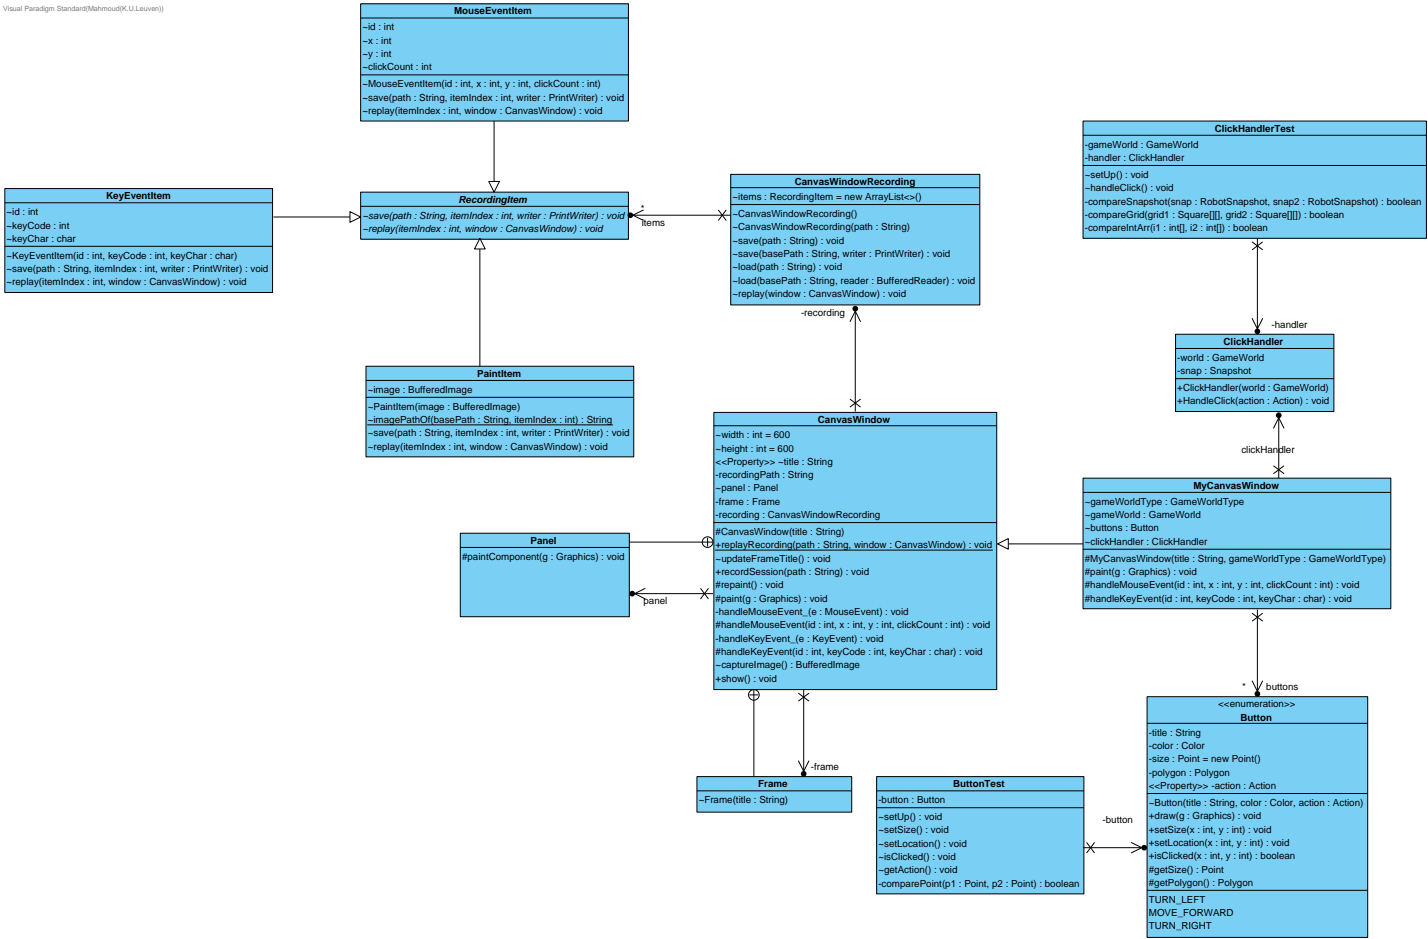 Visual Paradigm Standard(Mahmoud(K.U.Leuven))
MouseEventItem
~id : int
~x : int
~y : int
~clickCount : int
~MouseEventItem(id : int, x : int, y : int, clickCount : int)
~save(path : String, itemIndex : int, writer : PrintWriter) : void
~replay(itemIndex : int, window : CanvasWindow) : void
KeyEventItem
~id : int
~keyCode : int
~keyChar : char
~KeyEventItem(id : int, keyCode : int, keyChar : char)
~save(path : String, itemIndex : int, writer : PrintWriter) : void
~replay(itemIndex : int, window : CanvasWindow) : void
RecordingItem
~save(path : String, itemIndex : int, writer : PrintWriter) : void
~replay(itemIndex : int, window : CanvasWindow) : void
*
items
CanvasWindowRecording
~items : RecordingItem = new ArrayList<>()
~CanvasWindowRecording()
~CanvasWindowRecording(path : String)
~save(path : String) : void
~save(basePath : String, writer : PrintWriter) : void
~load(path : String) : void
~load(basePath : String, reader : BufferedReader) : void
~replay(window : CanvasWindow) : void
-recording
ClickHandlerTest
-gameWorld : GameWorld
-handler : ClickHandler
~setUp() : void
~handleClick() : void
-compareSnapshot(snap : RobotSnapshot, snap2 : RobotSnapshot) : boolean
-compareGrid(grid1 : Square[][], grid2 : Square[][]) : boolean
-compareIntArr(i1 : int[], i2 : int[]) : boolean
-handler
ClickHandler
-world : GameWorld
-snap : Snapshot
+ClickHandler(world : GameWorld)
+HandleClick(action : Action) : void
clickHandler
PaintItem
~image : BufferedImage
~PaintItem(image : BufferedImage)
~imagePathOf(basePath : String, itemIndex : int) : String
~save(path : String, itemIndex : int, writer : PrintWriter) : void
~replay(itemIndex : int, window : CanvasWindow) : void
CanvasWindow
~width : int = 600
~height : int = 600
<<Property>> ~title : String
-recordingPath : String
~panel : Panel
-frame : Frame
-recording : CanvasWindowRecording
#CanvasWindow(title : String)
+replayRecording(path : String, window : CanvasWindow) : void
~updateFrameTitle() : void
+recordSession(path : String) : void
#repaint() : void
#paint(g : Graphics) : void
-handleMouseEvent_(e : MouseEvent) : void
#handleMouseEvent(id : int, x : int, y : int, clickCount : int) : void
-handleKeyEvent_(e : KeyEvent) : void
#handleKeyEvent(id : int, keyCode : int, keyChar : char) : void
~captureImage() : BufferedImage
+show() : void
MyCanvasWindow
~gameWorldType : GameWorldType
~gameWorld : GameWorld
~buttons : Button
~clickHandler : ClickHandler
#MyCanvasWindow(title : String, gameWorldType : GameWorldType)
#paint(g : Graphics) : void
#handleMouseEvent(id : int, x : int, y : int, clickCount : int) : void
#handleKeyEvent(id : int, keyCode : int, keyChar : char) : void
Panel
#paintComponent(g : Graphics) : void
panel
* buttons
-frame
Frame
~Frame(title : String)
ButtonTest
-button : Button
~setUp() : void
~setSize() : void
~setLocation() : void
~isClicked() : void
~getAction() : void
-comparePoint(p1 : Point, p2 : Point) : boolean
-button
<<enumeration>>
Button
-title : String
-color : Color
-size : Point = new Point()
-polygon : Polygon
<<Property>> -action : Action
~Button(title : String, color : Color, action : Action)
+draw(g : Graphics) : void
+setSize(x : int, y : int) : void
+setLocation(x : int, y : int) : void
+isClicked(x : int, y : int) : boolean
#getSize() : Point
#getPolygon() : Polygon
TURN_LEFT
MOVE_FORWARD
TURN_RIGHT